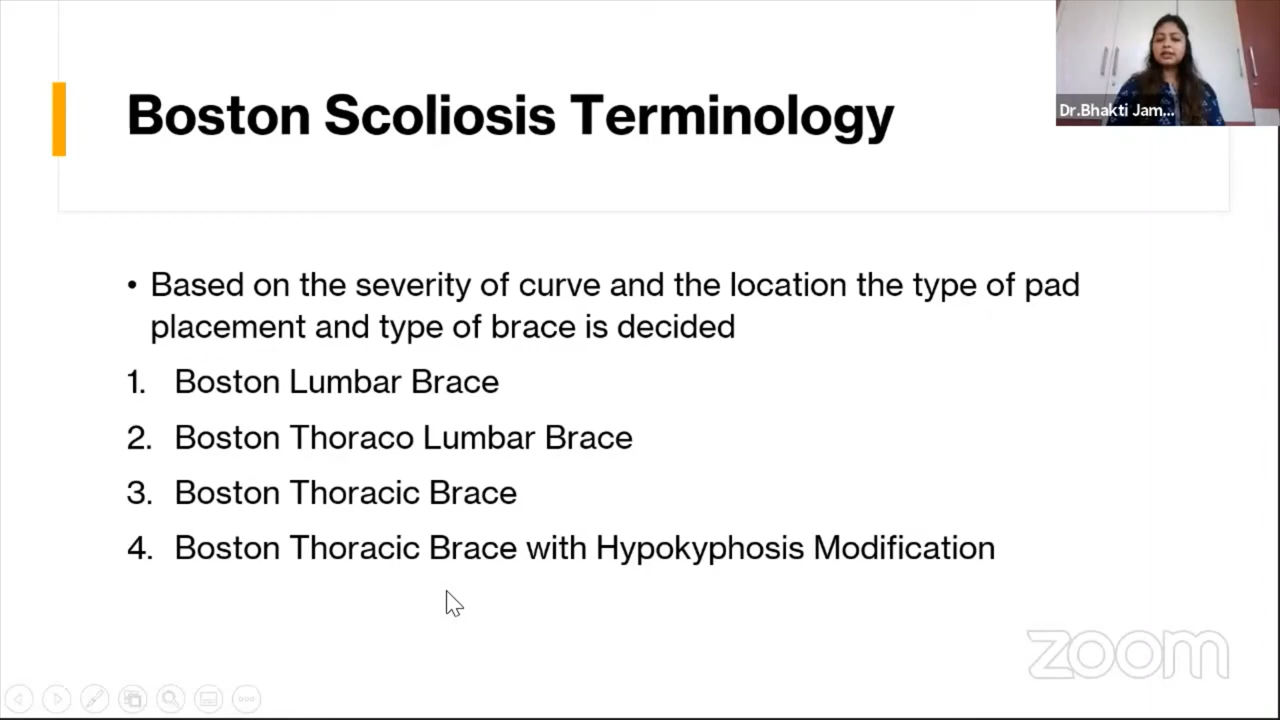 Boston Scoliosis Terminology
Dr.Bhakti Jam...
• Based on the severity of curve and the location the type of pad
placement and type of brace is decided
1. Boston Lumbar Brace
2. Boston Thoraco Lumbar Brace
3. Boston Thoracic Brace
4. Boston Thoracic Brace with Hypokyphosis Modification
zoom